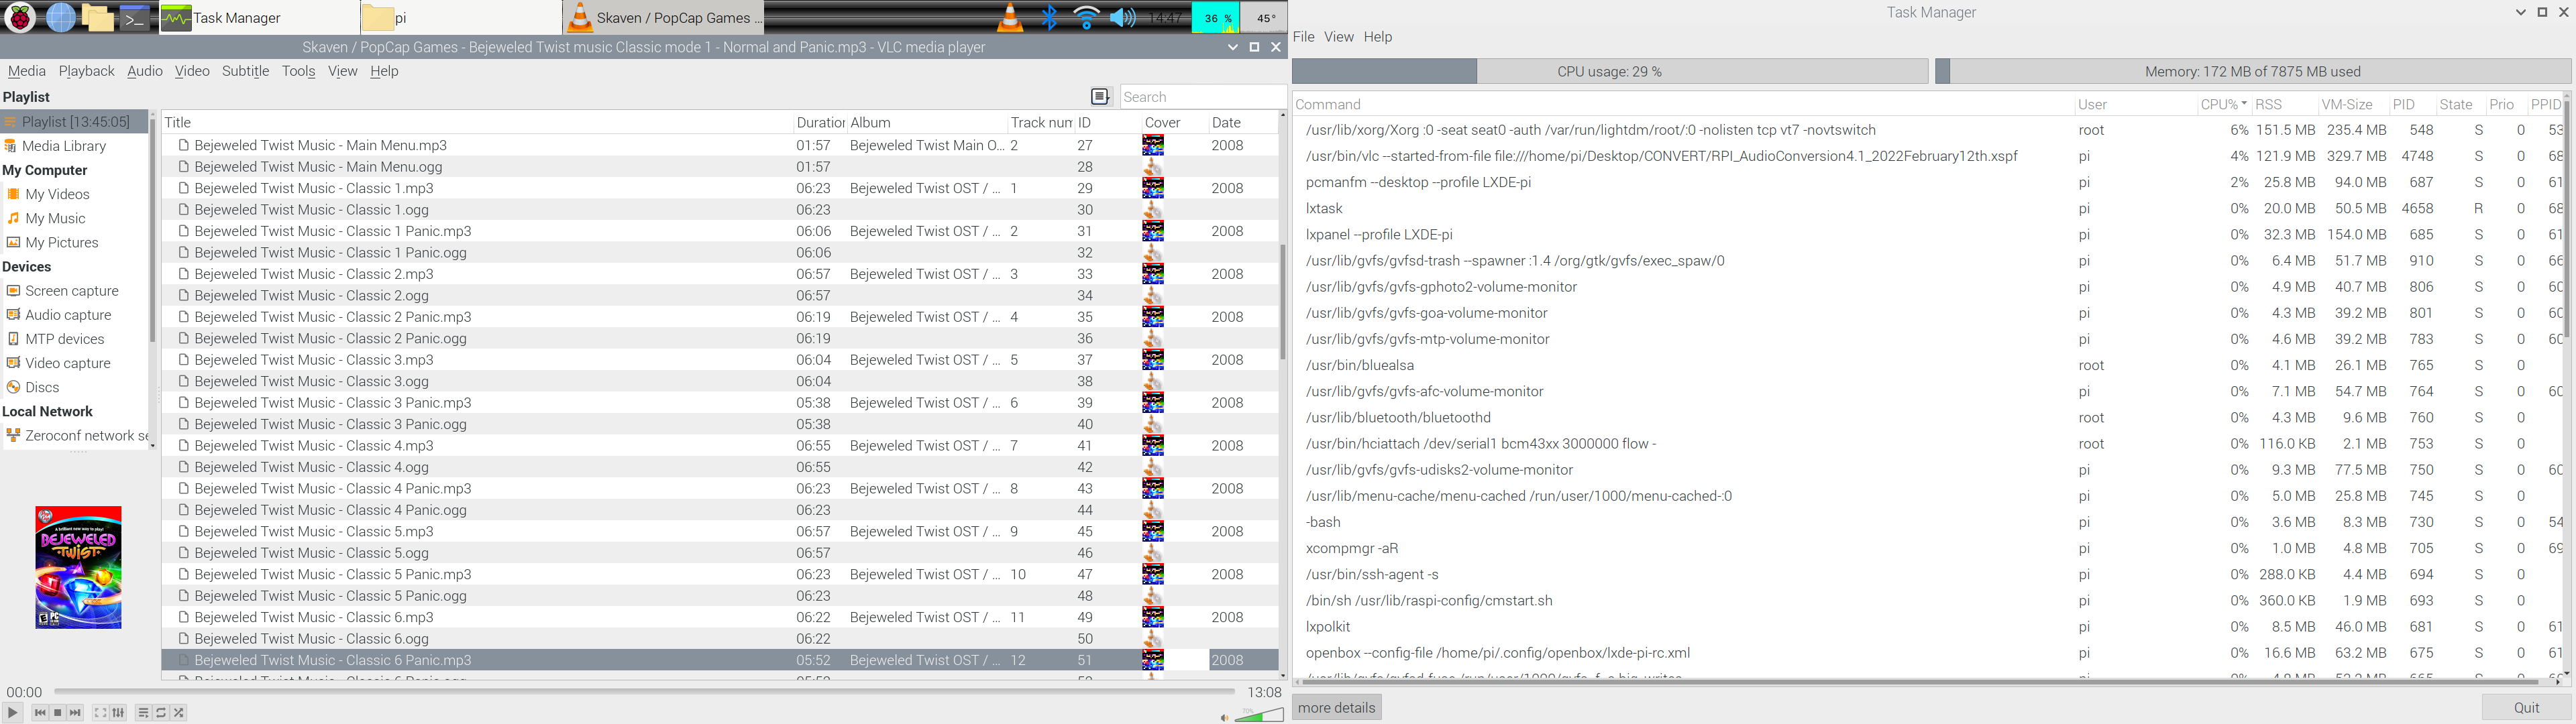 Task Manager
pi
Skaven / PopCap Games ...
14:47
36 %
45°
Skaven / PopCap Games - Bejeweled Twist music Classic mode 1 - Normal and Panic.mp3 - VLC media player
Media Playback Audio Video Subtitle Tools View Help
Playlist
Search
Playlist [13:45:05]
Media Library
My Computer
My Videos
My Music
My Pictures
Devices
Screen capture
Audio capture
MTP devices
Video capture
Discs
Local Network
Zeroconf network se
A brilliant new way to play!
BEJEWELED
TWIST
PC
Title Duration Album Track num ID Cover Date
Bejeweled Twist Music - Main Menu.mp3 01:57 Bejeweled Twist Main O... 2 27 2008
Bejeweled Twist Music - Main Menu.ogg 01:57 28
Bejeweled Twist Music - Classic 1.mp3 06:23 Bejeweled Twist OST / ... 1 29 2008
Bejeweled Twist Music - Classic 1.ogg 06:23 30
Bejeweled Twist Music - Classic 1 Panic.mp3 06:06 Bejeweled Twist OST / ... 2 31 2008
Bejeweled Twist Music - Classic 1 Panic.ogg 06:06 32
Bejeweled Twist Music - Classic 2.mp3 06:57 Bejeweled Twist OST / ... 3 33 2008
Bejeweled Twist Music - Classic 2.ogg 06:57 34
Bejeweled Twist Music - Classic 2 Panic.mp3 06:19 Bejeweled Twist OST / ... 4 35 2008
Bejeweled Twist Music - Classic 2 Panic.ogg 06:19 36
Bejeweled Twist Music - Classic 3.mp3 06:04 Bejeweled Twist OST / ... 5 37 2008
Bejeweled Twist Music - Classic 3.ogg 06:04 38
Bejeweled Twist Music - Classic 3 Panic.mp3 05:38 Bejeweled Twist OST / ... 6 39 2008
Bejeweled Twist Music - Classic 3 Panic.ogg 05:38 40
Bejeweled Twist Music - Classic 4.mp3 06:55 Bejeweled Twist OST / ... 7 41 2008
Bejeweled Twist Music - Classic 4.ogg 06:55 42
Bejeweled Twist Music - Classic 4 Panic.mp3 06:23 Bejeweled Twist OST / ... 8 43 2008
Bejeweled Twist Music - Classic 4 Panic.ogg 06:23 44
Bejeweled Twist Music - Classic 5.mp3 06:57 Bejeweled Twist OST / ... 9 45 2008
Bejeweled Twist Music - Classic 5.ogg 06:57 46
Bejeweled Twist Music - Classic 5 Panic.mp3 06:23 Bejeweled Twist OST / ... 10 47 2008
Bejeweled Twist Music - Classic 5 Panic.ogg 06:23 48
Bejeweled Twist Music - Classic 6.mp3 06:22 Bejeweled Twist OST / ... 11 49 2008
Bejeweled Twist Music - Classic 6.ogg 06:22 50
Bejeweled Twist Music - Classic 6 Panic.mp3 05:52 Bejeweled Twist OST / ... 12 51 2008
00:00
13:08
70%
Task Manager
File View Help
CPU usage: 29 %
Memory: 172 MB of 7875 MB used
Command User CPU% RSS VM-Size PID State Prio PPID
/usr/lib/xorg/Xorg :0 -seat seat0 -auth /var/run/lightdm/root/:0 -nolisten tcp vt7 -novtswitch root 6% 151.5 MB 235.4 MB 548 S 0 53
/usr/bin/vlc --started-from-file file:///home/pi/Desktop/CONVERT/RPI_AudioConversion4.1_2022February12th.xspf pi 4% 121.9 MB 329.7 MB 4748 S 0 68
pcmanfm --desktop --profile LXDE-pi pi 2% 25.8 MB 94.0 MB 687 S 0 61
lxtask pi 0% 20.0 MB 50.5 MB 4658 R 0 68
lxpanel --profile LXDE-pi pi 0% 32.3 MB 154.0 MB 685 S 0 61
/usr/lib/gvfs/gvfsd-trash --spawner :1.4 /org/gtk/gvfs/exec_spaw/0 pi 0% 6.4 MB 51.7 MB 910 S 0 66
/usr/lib/gvfs/gvfs-gphoto2-volume-monitor pi 0% 4.9 MB 40.7 MB 806 S 0 60
/usr/lib/gvfs/gvfs-goa-volume-monitor pi 0% 4.3 MB 39.2 MB 801 S 0 60
/usr/lib/gvfs/gvfs-mtp-volume-monitor pi 0% 4.6 MB 39.2 MB 783 S 0 60
/usr/bin/bluealsa root 0% 4.1 MB 26.1 MB 765 S 0
/usr/lib/gvfs/gvfs-afc-volume-monitor pi 0% 7.1 MB 54.7 MB 764 S 0 60
/usr/lib/bluetooth/bluetoothd root 0% 4.3 MB 9.6 MB 760 S 0
/usr/bin/hciattach /dev/serial1 bcm43xx 3000000 flow - root 0% 116.0 KB 2.1 MB 753 S 0
/usr/lib/gvfs/gvfs-udisks2-volume-monitor pi 0% 9.3 MB 77.5 MB 750 S 0 60
/usr/lib/menu-cache/menu-cached /run/user/1000/menu-cached-:0 pi 0% 5.0 MB 25.8 MB 745 S 0
-bash pi 0% 3.6 MB 8.3 MB 730 S 0 54
xcompmgr -aR pi 0% 1.0 MB 4.8 MB 705 S 0 69
/usr/bin/ssh-agent -s pi 0% 288.0 KB 4.4 MB 694 S 0
/bin/sh /usr/lib/raspi-config/cmstart.sh pi 0% 360.0 KB 1.9 MB 693 S 0
lxpolkit pi 0% 8.5 MB 46.0 MB 681 S 0 61
openbox --config-file /home/pi/.config/openbox/lxde-pi-rc.xml pi 0% 16.6 MB 63.2 MB 675 S 0 61
more details
Quit